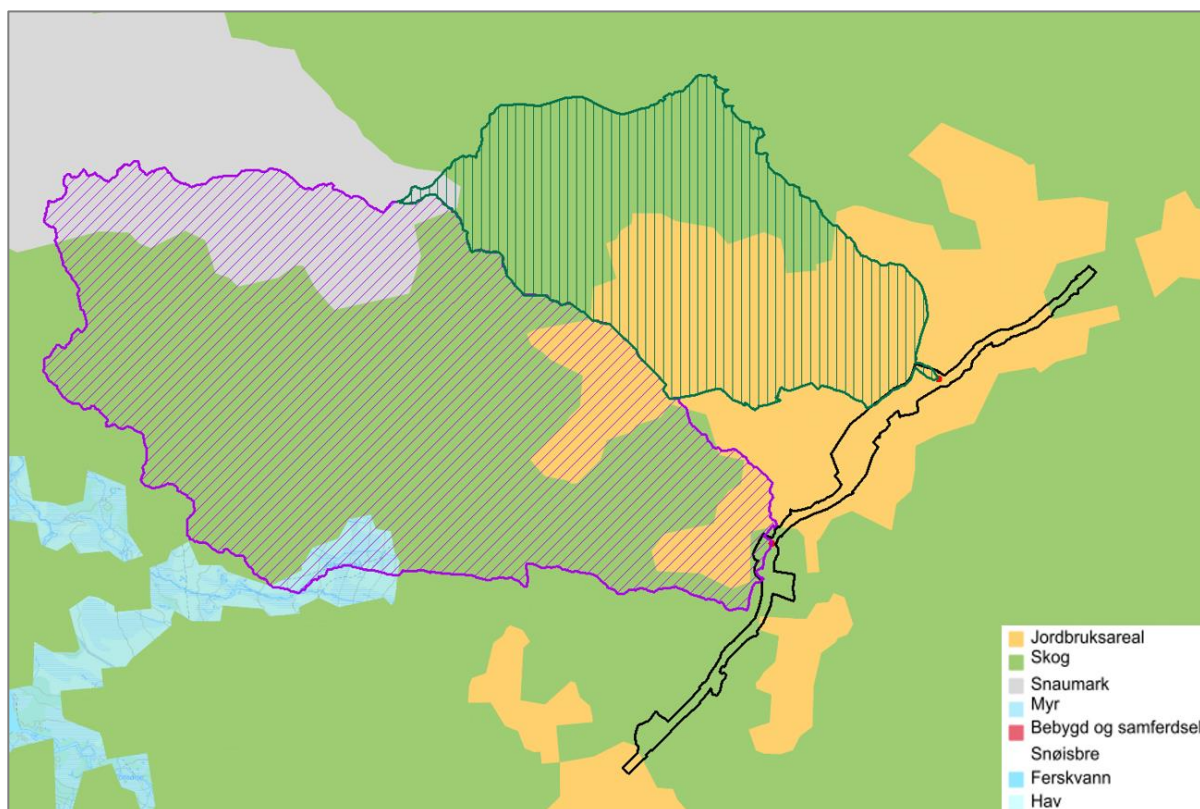 Jordbruksareal
Skog
Snaumark
Myr
Bebygd og samferdsel
Snøisbre
Ferskvann
Hav